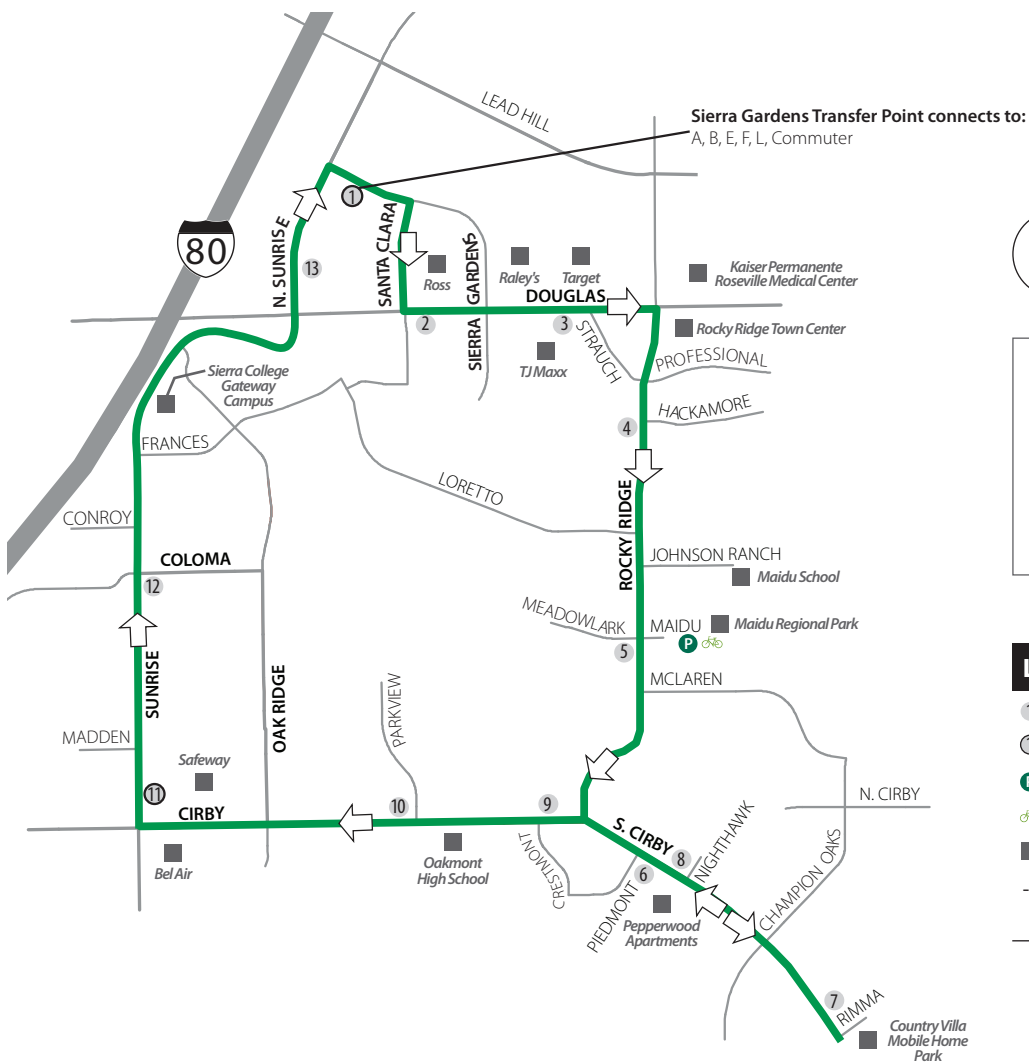 LEAD HILL
Sierra Gardens Transfer Point connects to:
A, B, E, F, L, Commuter
1
80
N. SUNRISE
13
SANTA CLARA
SIERRA GARDENS
Ross
Raley's
Target
DOUGLAS
Kaiser Permanente
Roseville Medical Center
2
3
STRAUCH
Rocky Ridge Town Center
TJ Maxx
PROFESSIONAL
Sierra College
Gateway
Campus
HACKAMORE
4
FRANCES
LORETTO
ROCKY RIDGE
CONROY
COLOMA
12
JOHNSON RANCH
Maidu School
MEADOWLARK
MAIDU
Maidu Regional Park
P
5
SUNRISE
OAK RIDGE
PARKVIEW
MCLAREN
MADDEN
Safeway
11
CIRBY
10
9
N. CIRBY
S. CIRBY
8
NIGHTHAWK
CHAMPION OAKS
Bel Air
Oakmont
High School
CRESTMONT
6
PIEDMONT
Pepperwood
Apartments
7
RIMMA
Country Villa
Mobile Home
Park